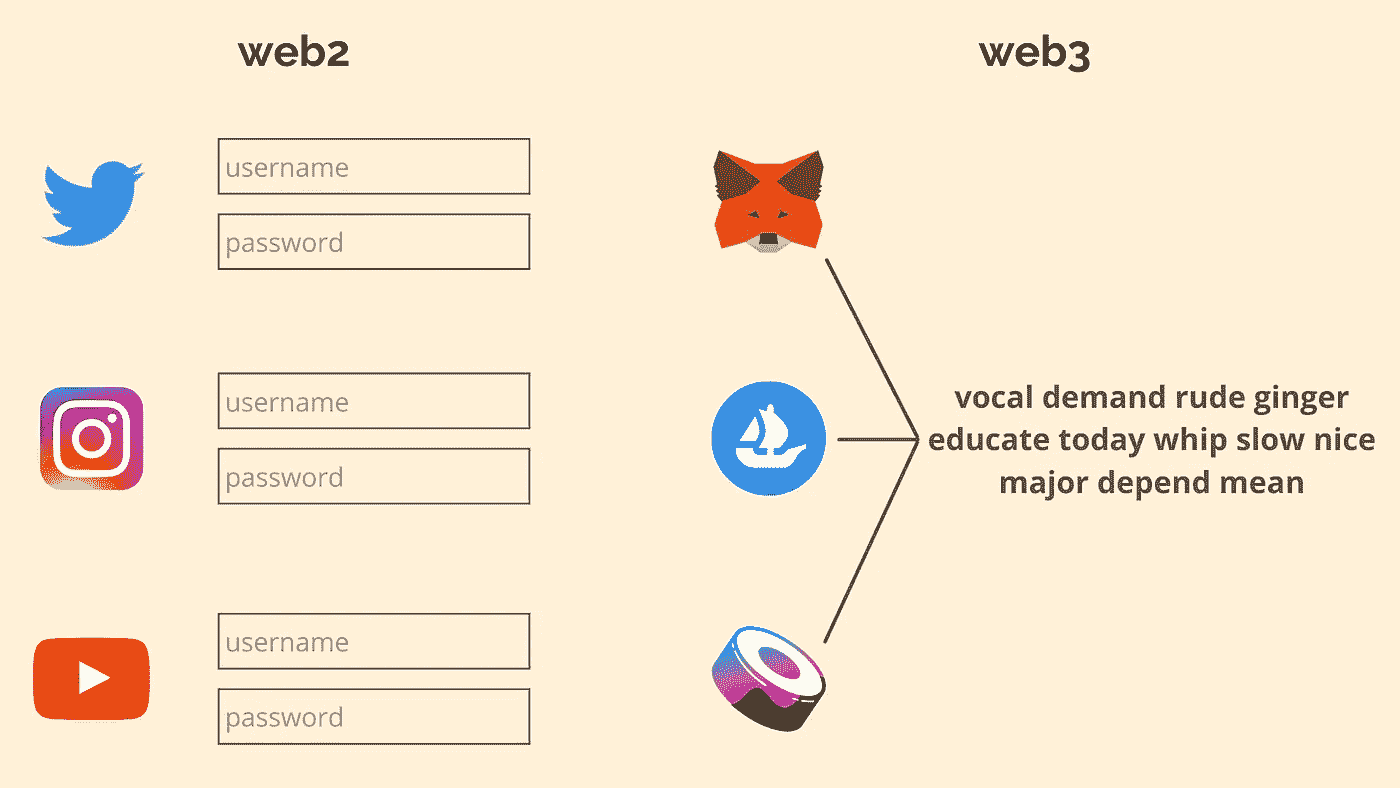 web2
web3
username
password
username
password
username
password
vocal demand rude ginger
educate today whip slow nice
major depend mean